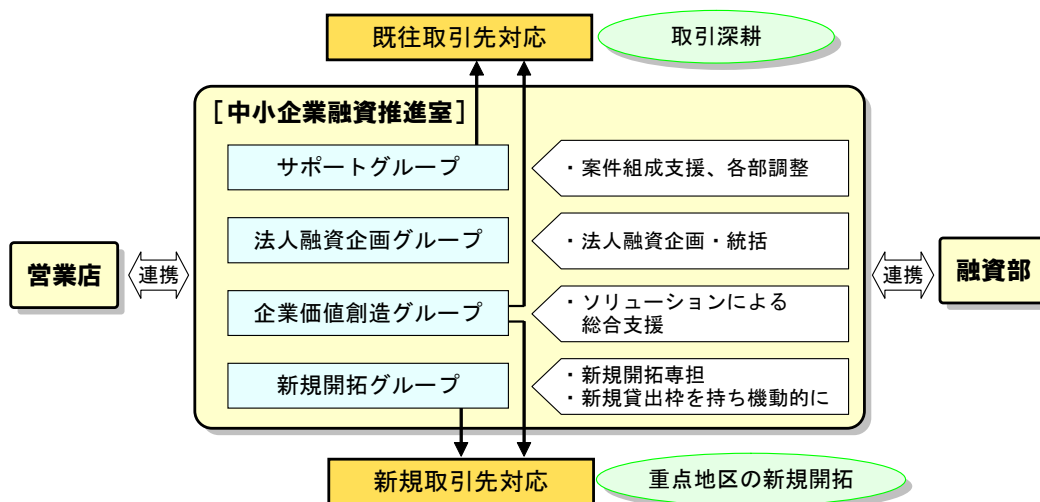 既往取引先対応
取引深耕
［中小企業融資推進室］
サポートグループ
・案件組成支援、各部調整
法人融資企画グループ
・法人融資企画・統括
営業店
連携
連携
融資部
企業価値創造グループ
・ソリューションによる
総合支援
新規開拓グループ
・新規開拓専担
・新規貸出枠を持ち機動的に
新規取引先対応
重点地区の新規開拓